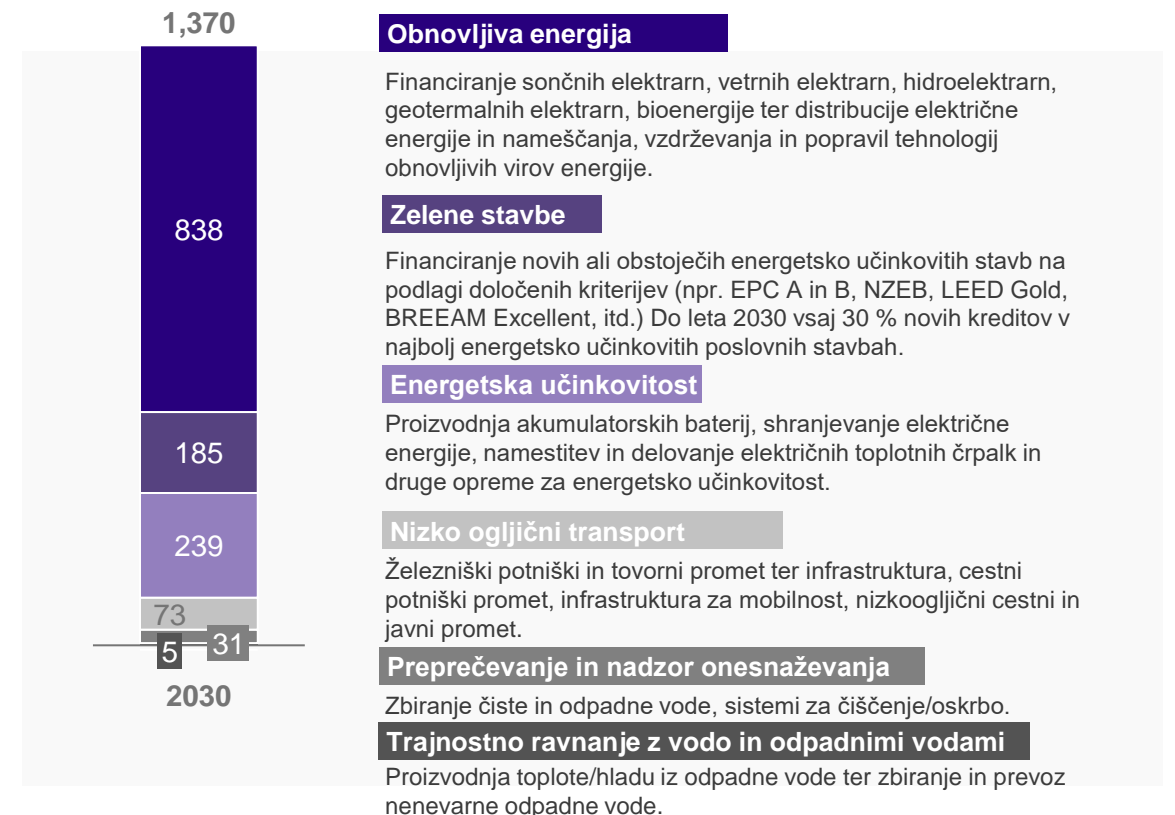 1,370
838
185
239
73
31
5
2030
Obnovljiva energija
Financiranje sončnih elektrarn, vetrnih elektrarn, hidroelektrarn,
geotermalnih elektrarn, bioenergije ter distribucije električne
energije in nameščanja, vzdrževanja in popravil tehnologij
obnovljivih virov energije.
Zelene stavbe
Financiranje novih ali obstoječih energetsko učinkovitih stavb na
podlagi določenih kriterijev (npr. EPC A in B, NZEB, LEED Gold,
BREEAM Excellent, itd.) Do leta 2030 vsaj 30 % novih kreditov v
najbolj energetsko učinkovitih poslovnih stavbah.
Energetska učinkovitost
Proizvodnja akumulatorskih baterij, shranjevanje električne
energije, namestitev in delovanje električnih toplotnih črpalk in
druge opreme za energetsko učinkovitost.
Nizko ogljični transport
Železniški potniški in tovorni promet ter infrastruktura, cestni
potniški promet, infrastruktura za mobilnost, nizkoogljični cestni in
javni promet.
Preprečevanje in nadzor onesnaževanja
Zbiranje čiste in odpadne vode, sistemi za čiščenje/oskrbo.
Trajnostno ravnanje z vodo in odpadnimi vodami
Proizvodnja toplote/hladu iz odpadne vode ter zbiranje in prevoz
nenevarne odpadne vode.